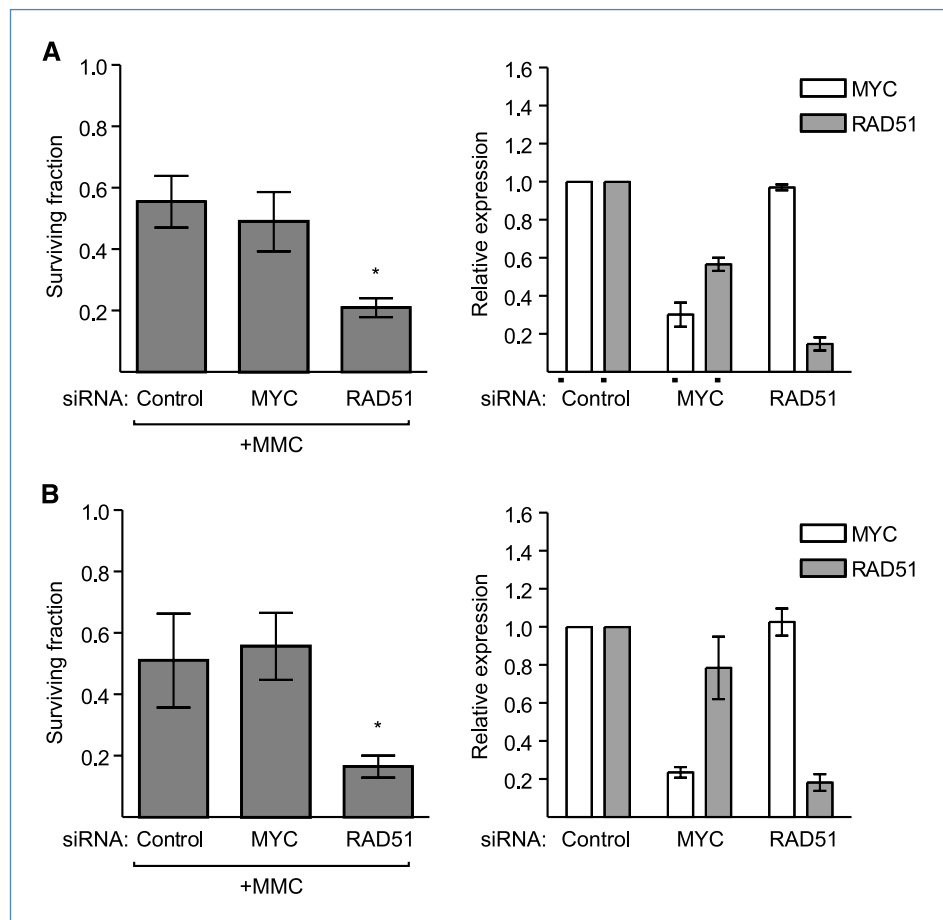 A
1.0
0.8
0.6
0.4
0.2
Surviving fraction
siRNA: Control MYC RAD51
+MMC
*
1.6
1.4
1.2
1.0
0.8
0.6
0.4
0.2
Relative expression
MYC
RAD51
siRNA: Control MYC RAD51
B
1.0
0.8
0.6
0.4
0.2
Surviving fraction
*
siRNA: Control MYC RAD51
+MMC
1.6
1.4
1.2
1.0
0.8
0.6
0.4
0.2
Relative expression
MYC
RAD51
siRNA: Control MYC RAD51